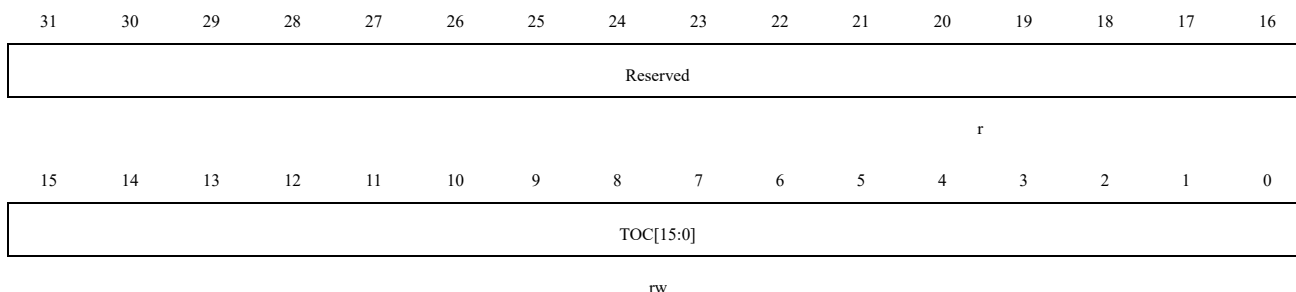 31 30 29 28 27 26 25 24 23 22 21 20 19 18 17 16
Reserved
r
15 14 13 12 11 10 9 8 7 6 5 4 3 2 1 0
TOC[15:0]
rw